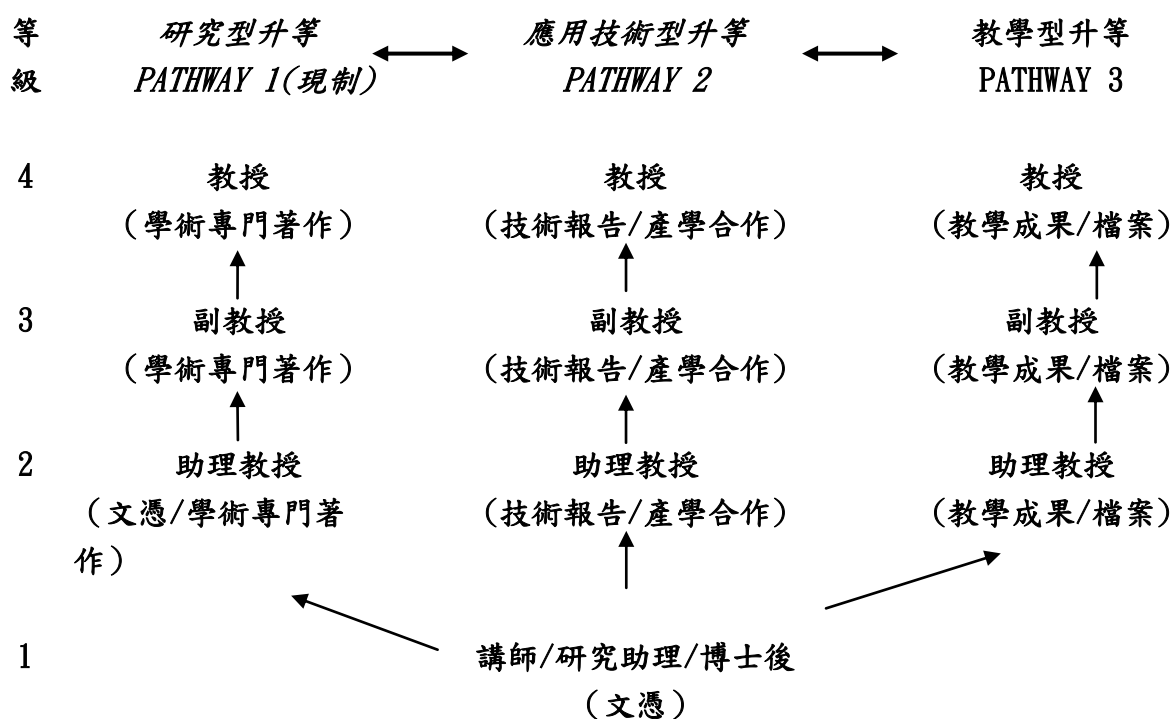 等 研究型升等 應用技術型升等 教學型升等
級 PATHWAY 1(現制) PATHWAY 2 PATHWAY 3
4 教授 教授 教授
(學術專門著作) (技術報告/產學合作) (教學成果/檔案)
3 副教授 副教授 副教授
(學術專門著作) (技術報告/產學合作) (教學成果/檔案)
2 助理教授 助理教授 助理教授
(文憑/學術專門著 (技術報告/產學合作) (教學成果/檔案)
作)
1 講師/研究助理/博士後
(文憑)